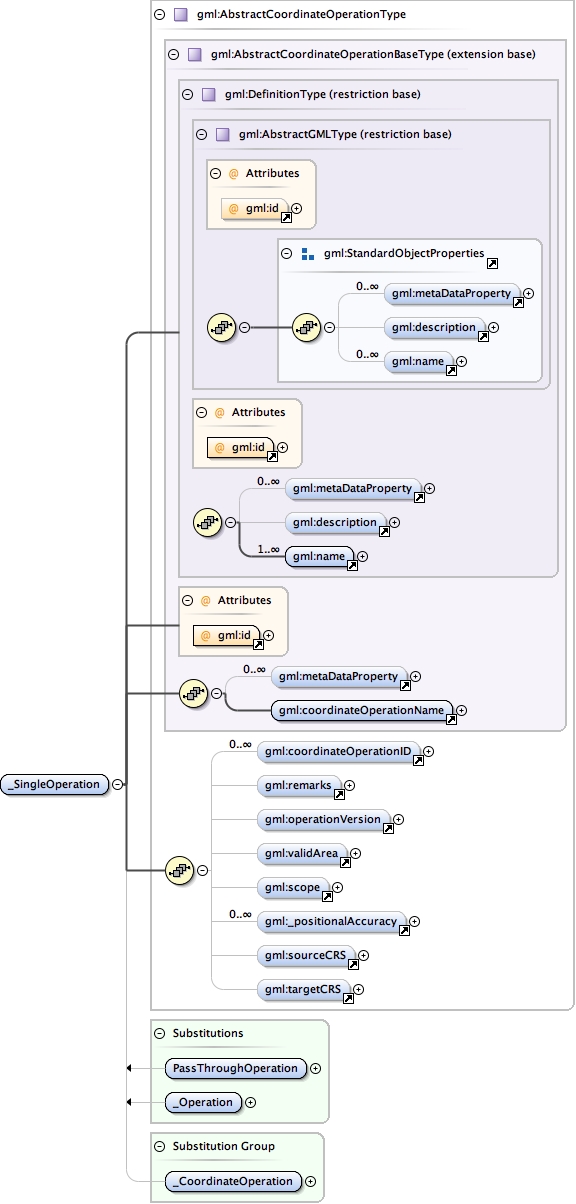 gml:AbstractCoordinateOperationType
gml:AbstractCoordinateOperationBaseType (extension base)
gml:DefinitionType (restriction base)
gml:AbstractGMLType (restriction base)
@ Attributes
@ gml:id
gml:StandardObjectProperties
0..∞
gml:metaDataProperty
gml:description
0..∞
gml:name
@ Attributes
@ gml:id
0..∞
gml:metaDataProperty
gml:description
1..∞
gml:name
@ Attributes
@ gml:id
0..∞
gml:metaDataProperty
gml:coordinateOperationName
0..∞
gml:coordinateOperationID
_SingleOperation
gml:remarks
gml:operationVersion
gml:validArea
gml:scope
0..∞
gml:_positionalAccuracy
gml:sourceCRS
gml:targetCRS
Substitutions
PassThroughOperation
_Operation
Substitution Group
_CoordinateOperation